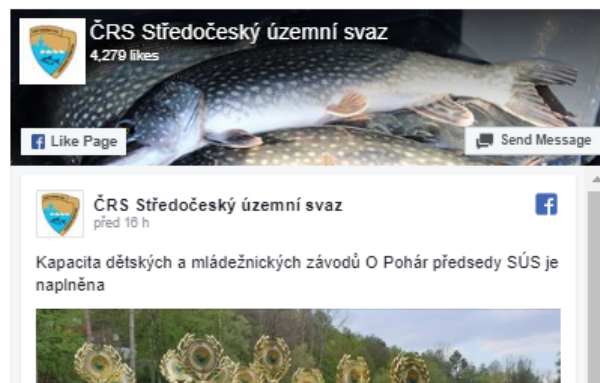 ČRS Středočeský územní svaz
4,279 likes
Like Page
Send Message
ČRS Středočeský územní svaz
před 16 h
Kapacita dětských a mládežnických závodů O Pohár předsedy SÚS je
naplněna